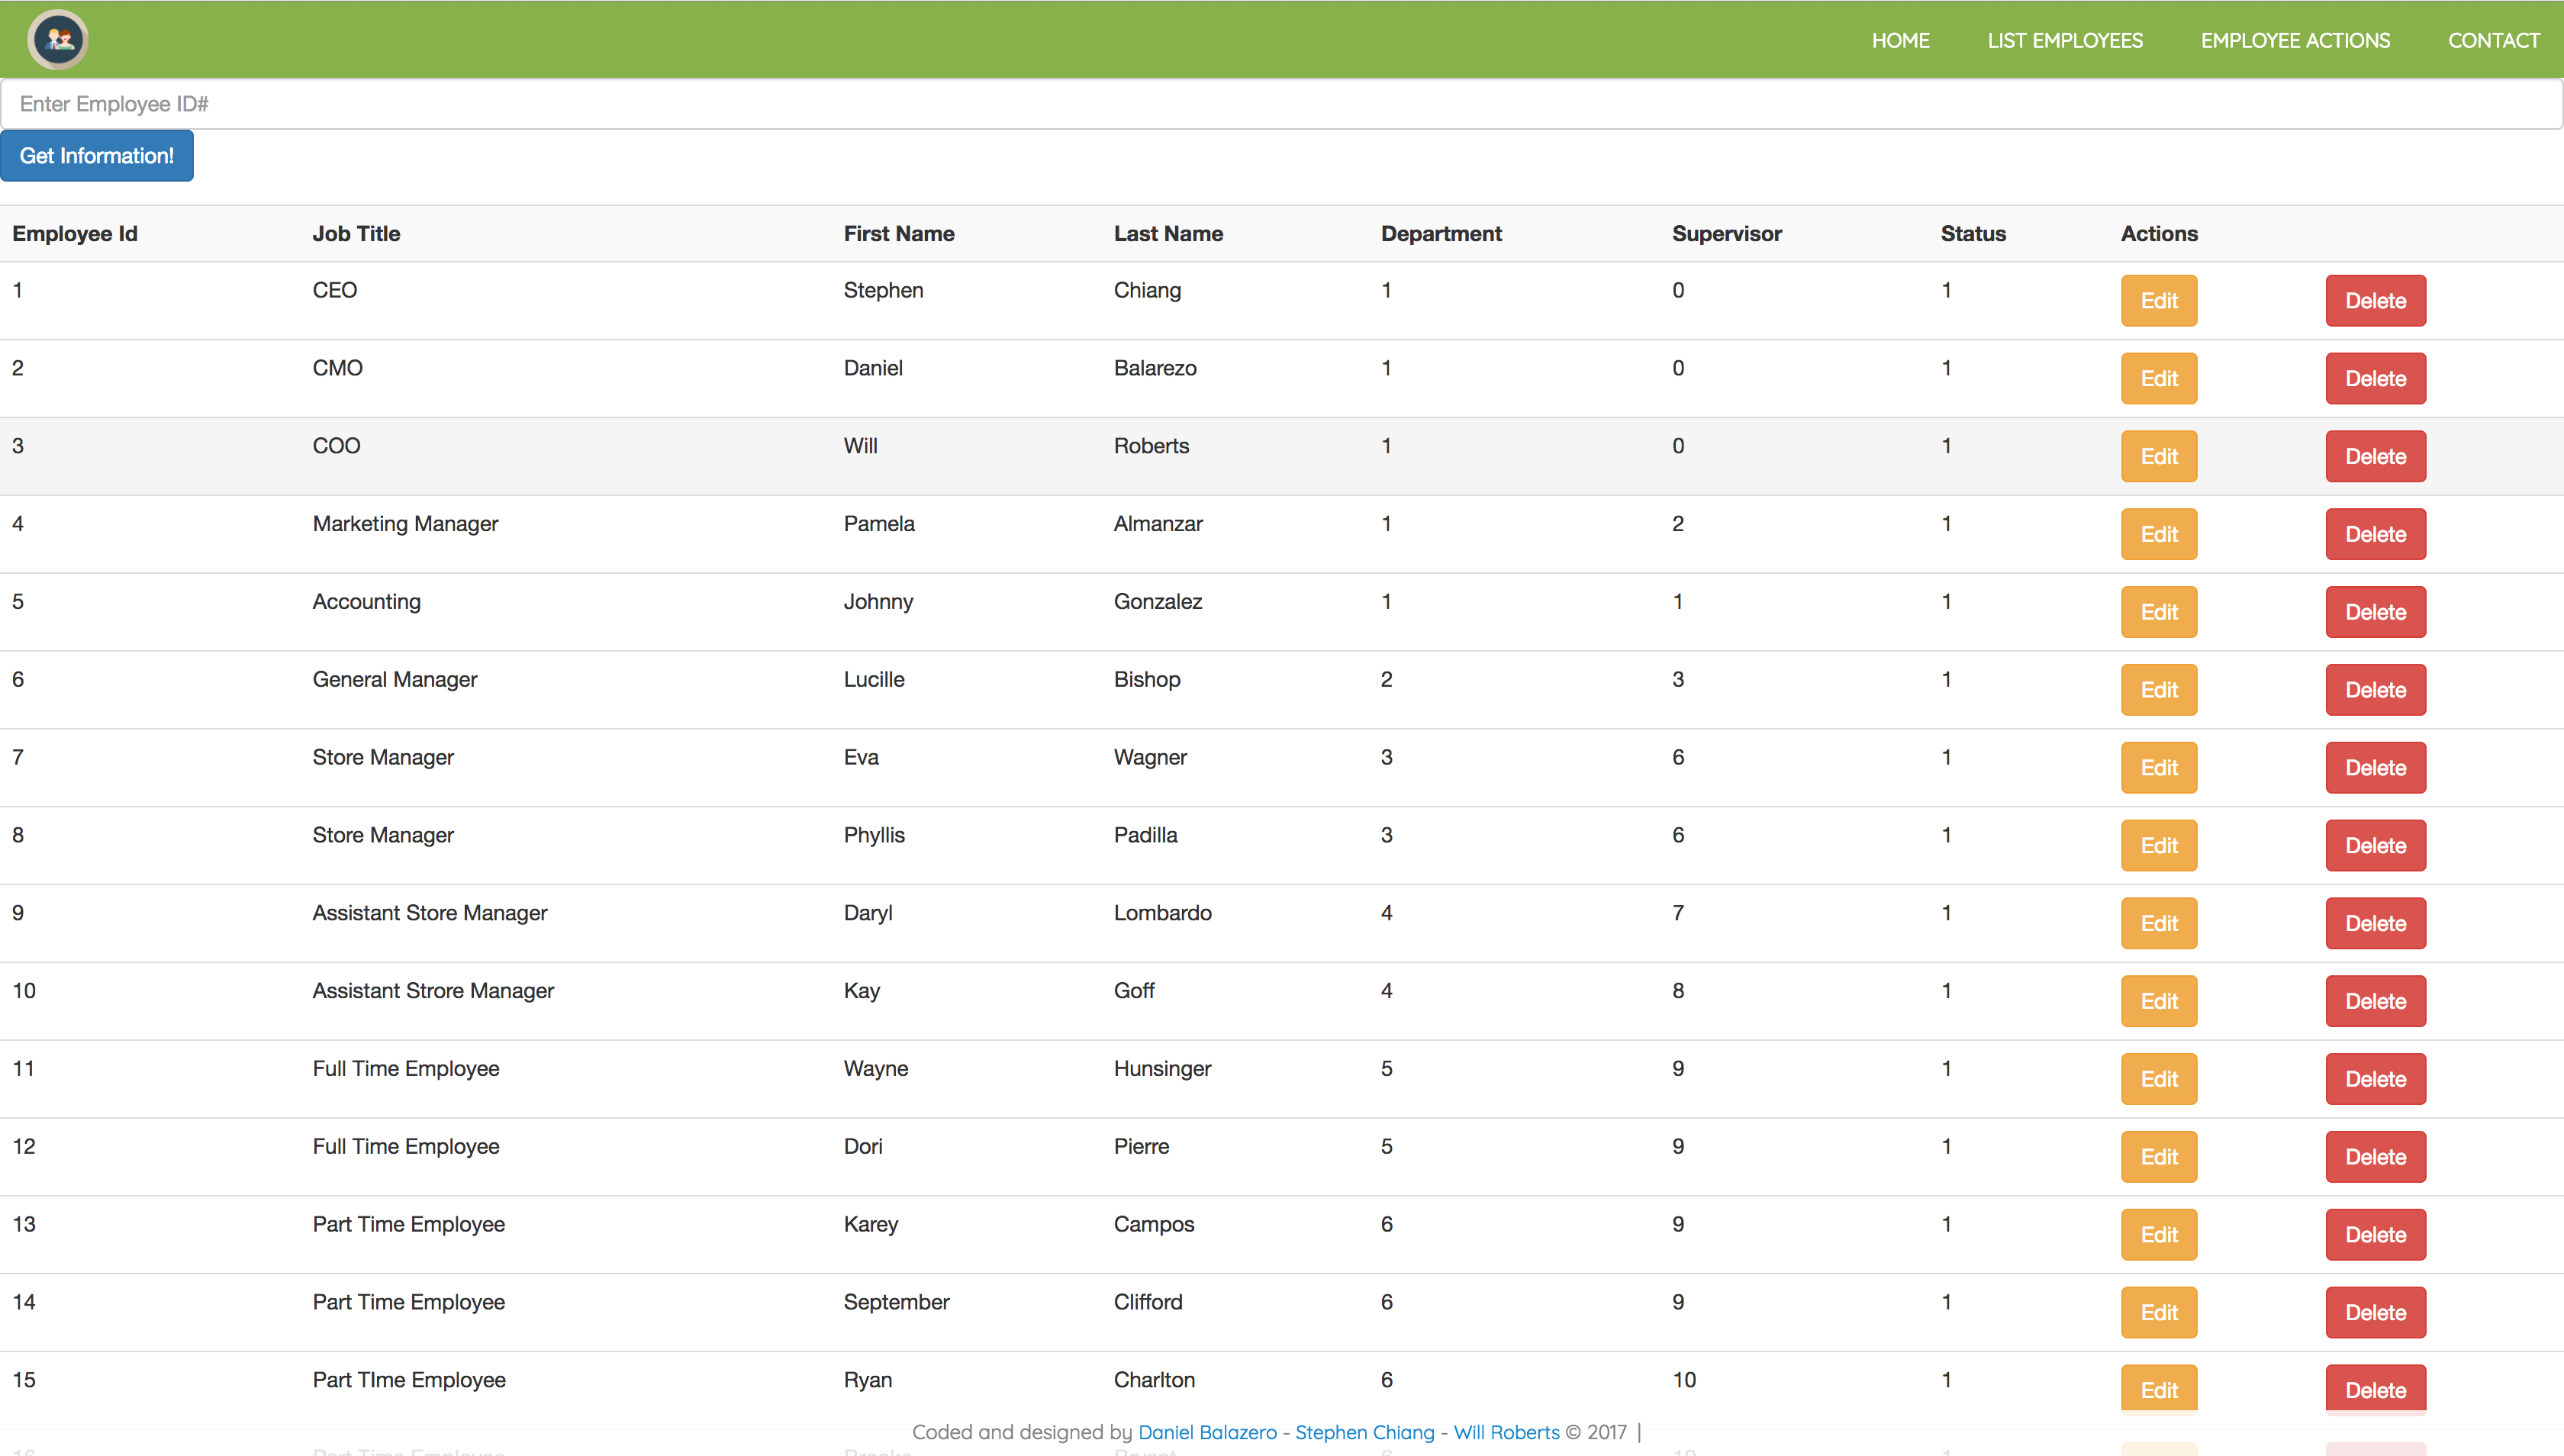 HOME LIST EMPLOYEES EMPLOYEE ACTIONS CONTACT
Enter Employee ID#
Get Information!
Employee Id Job Title First Name Last Name Department Supervisor Status Actions
1 CEO Stephen Chiang 1 0 1 Edit Delete
2 CMO Daniel Balarezo 1 0 1 Edit Delete
3 COO Will Roberts 1 0 1 Edit Delete
4 Marketing Manager Pamela Almanzar 1 2 1 Edit Delete
5 Accounting Johnny Gonzalez 1 1 1 Edit Delete
6 General Manager Lucille Bishop 2 3 1 Edit Delete
7 Store Manager Eva Wagner 3 6 1 Edit Delete
8 Store Manager Phyllis Padilla 3 6 1 Edit Delete
9 Assistant Store Manager Daryl Lombardo 4 7 1 Edit Delete
10 Assistant Strore Manager Kay Goff 4 8 1 Edit Delete
11 Full Time Employee Wayne Hunsinger 5 9 1 Edit Delete
12 Full Time Employee Dori Pierre 5 9 1 Edit Delete
13 Part Time Employee Karey Campos 6 9 1 Edit Delete
14 Part Time Employee September Clifford 6 9 1 Edit Delete
15 Part TIme Employee Ryan Charlton 6 10 1 Edit Delete
Coded and designed by Daniel Balazero - Stephen Chiang - Will Roberts © 2017 |